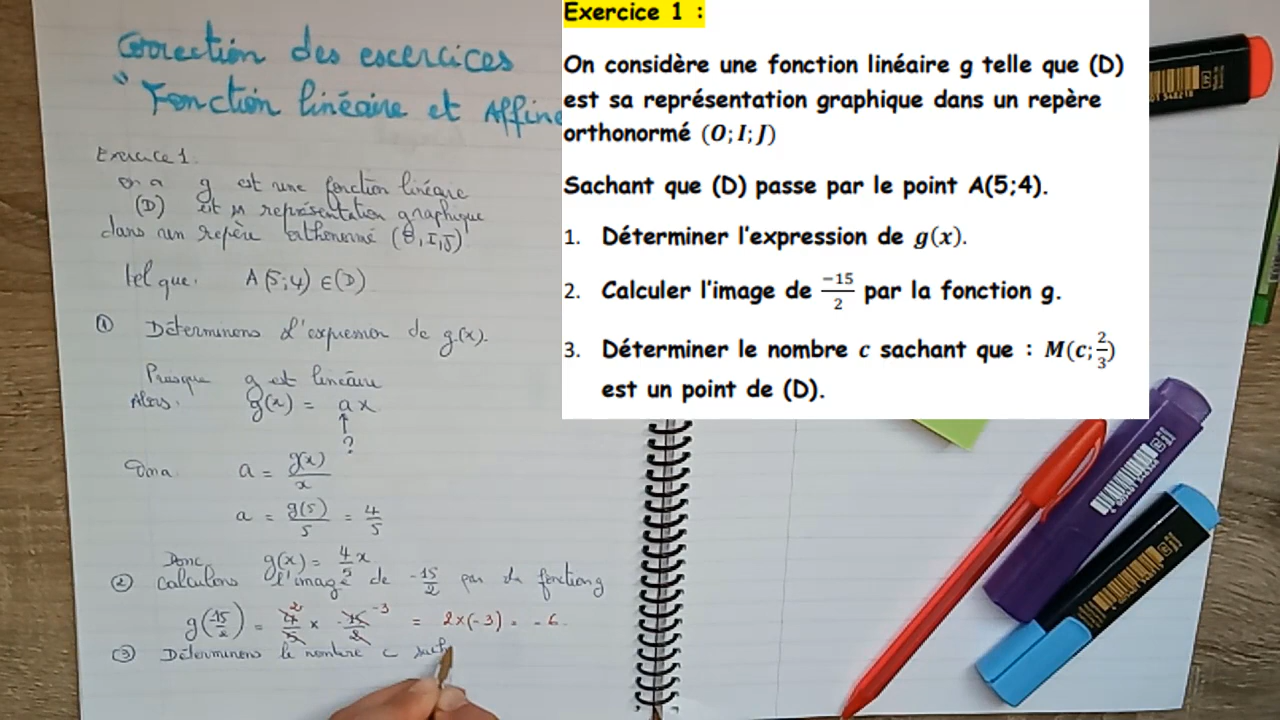 Correction des escercices
"Fonction linéaire et Affine
Exercice 1.
on a g est une fonction linéaire
(D) est sa représentation graphique
dans un repère orthonormé (O,I,J)
tel que. A(5;4) ∈ (D)
① Déterminons l'expression de g(x).
Puisque g est linéaire
Alors. g(x) = ax
↑
?
Donc a = g(x)/x
a = g(5)/5 = 4/5
Donc g(x) = 4/5 x
② Calculons l'image de -15/2 par la fonction g
g(-15/2) = 4/5 × -15/2 = 2×(-3) = -6.
2 -3
③ Déterminons le nombre c sach
Exercice 1 :
On considère une fonction linéaire g telle que (D)
est sa représentation graphique dans un repère
orthonormé (O; I; J)
Sachant que (D) passe par le point A(5;4).
1. Déterminer l'expression de g(x).
2. Calculer l'image de -15/2 par la fonction g.
3. Déterminer le nombre c sachant que : M(c; 2/3)
est un point de (D).